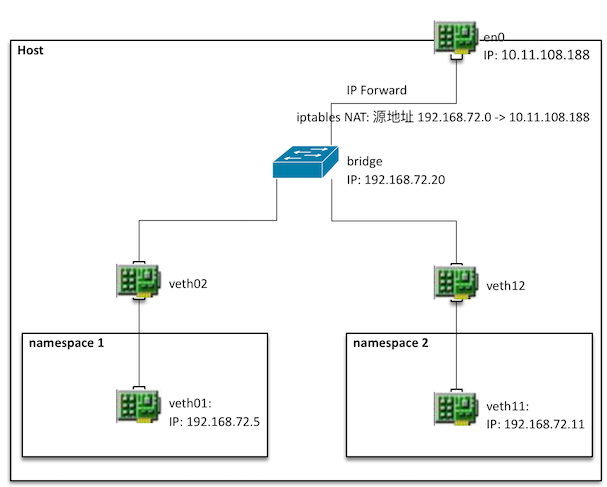 en0
IP: 10.11.108.188
Host
IP Forward
iptables NAT: 源地址 192.168.72.0 -> 10.11.108.188
bridge
IP: 192.168.72.20
veth02
veth12
namespace 1
namespace 2
veth01:
IP: 192.168.72.5
veth11:
IP: 192.168.72.11